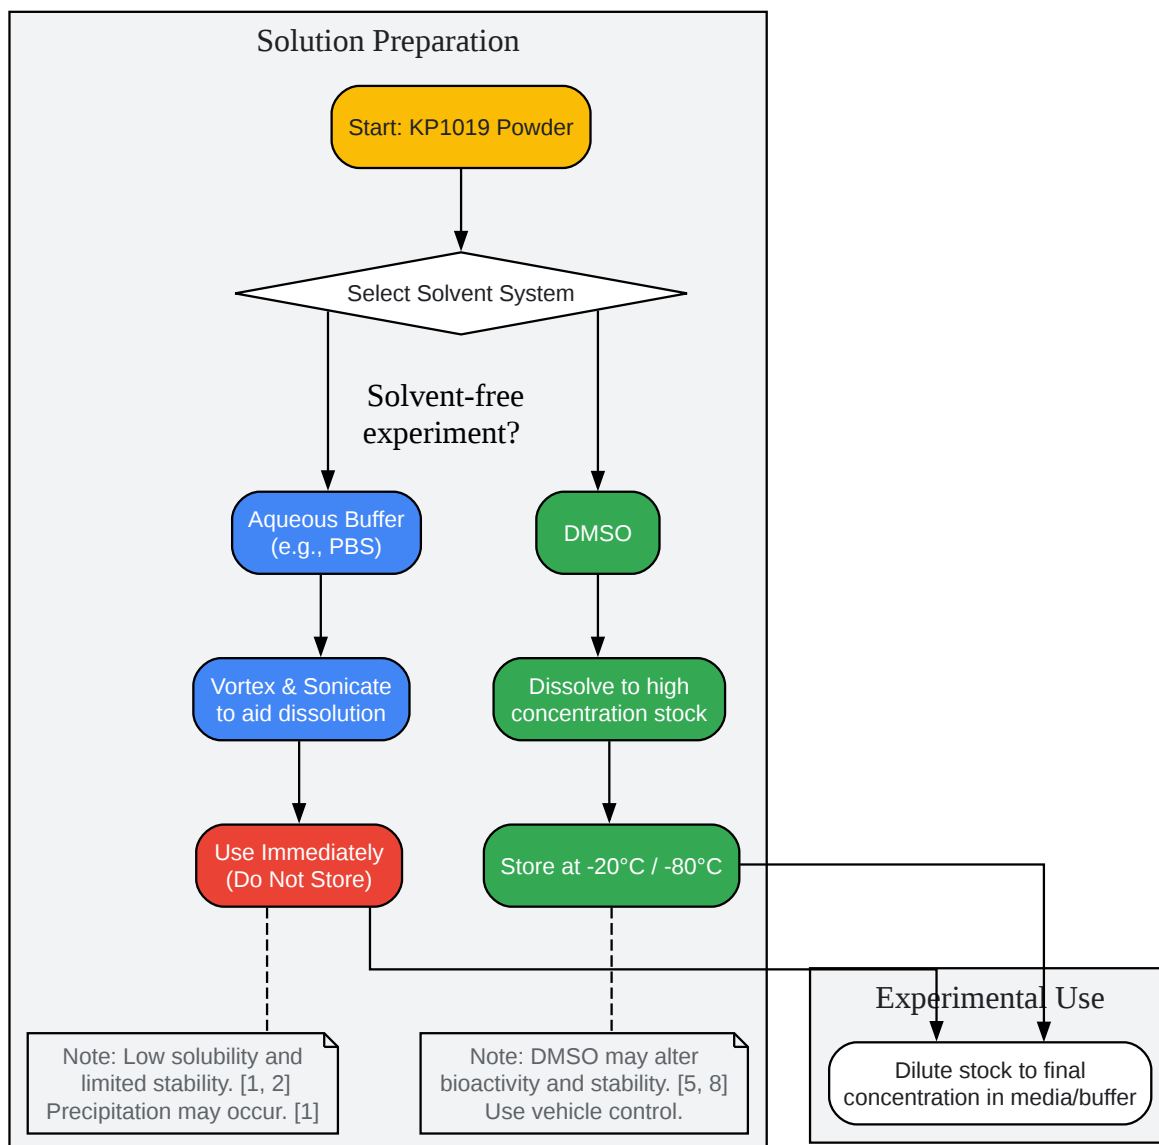 Solution Preparation
Start: KP1019 Powder
Select Solvent System
Solvent-free
experiment?
Aqueous Buffer
(e.g., PBS)
DMSO
Vortex & Sonicate
to aid dissolution
Dissolve to high
concentration stock
Use Immediately
(Do Not Store)
Store at -20°C / -80°C
Experimental Use
Note: Low solubility and
limited stability. [1, 2]
Precipitation may occur. [1]
Note: DMSO may alter
bioactivity and stability. [5, 8]
Use vehicle control.
Dilute stock to final
concentration in media/buffer